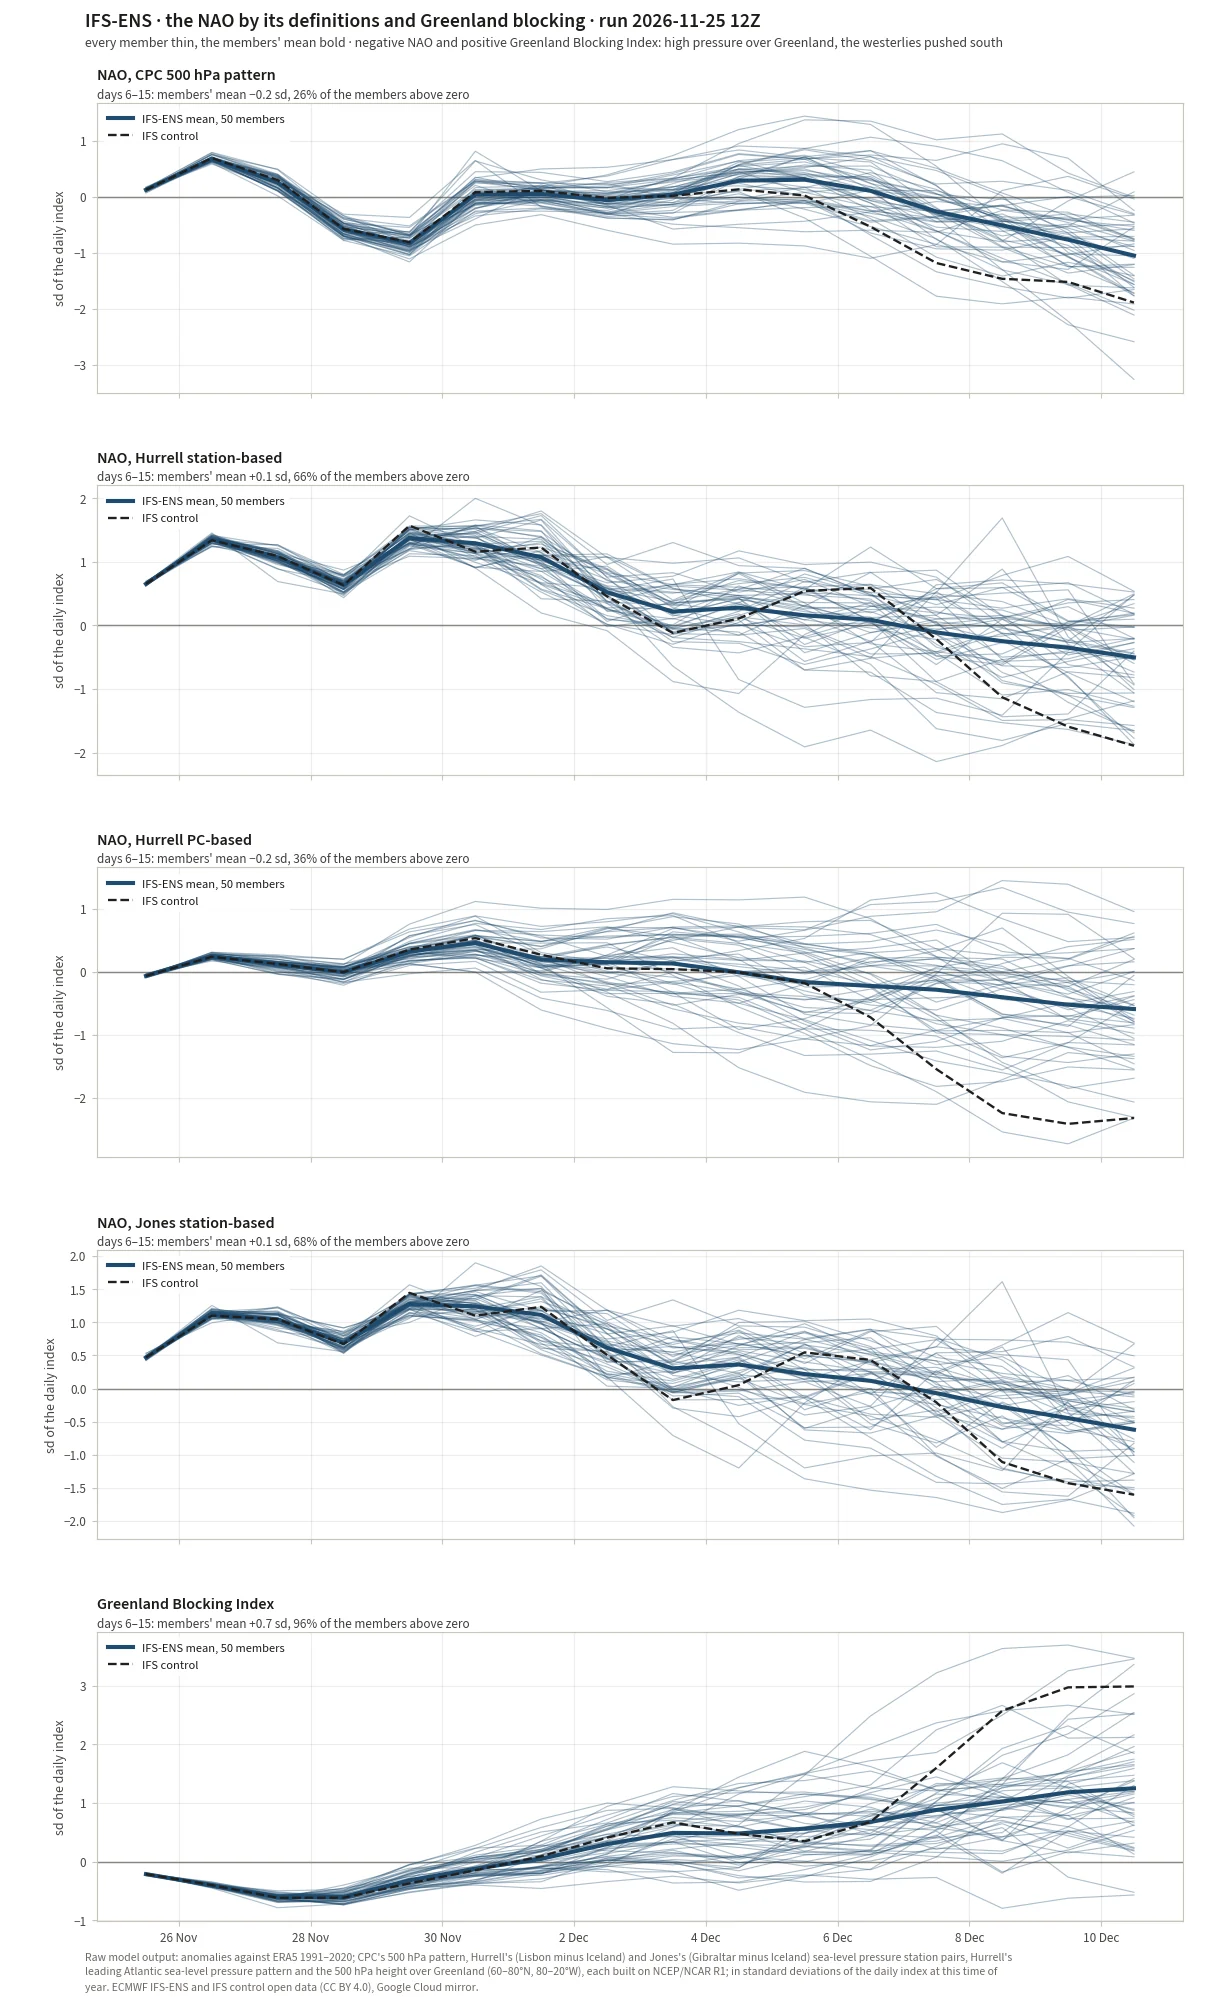 IFS-ENS · the NAO by its definitions and Greenland blocking · run 2026-11-25 12Z
every member thin, the members' mean bold · negative NAO and positive Greenland Blocking Index: high pressure over Greenland, the westerlies pushed south
NAO, CPC 500 hPa pattern
days 6–15: members' mean −0.2 sd, 26% of the members above zero
IFS-ENS mean, 50 members
IFS control
sd of the daily index
1
0
−1
−2
−3
NAO, Hurrell station-based
days 6–15: members' mean +0.1 sd, 66% of the members above zero
IFS-ENS mean, 50 members
IFS control
sd of the daily index
2
1
0
−1
−2
NAO, Hurrell PC-based
days 6–15: members' mean −0.2 sd, 36% of the members above zero
IFS-ENS mean, 50 members
IFS control
sd of the daily index
1
0
−1
−2
NAO, Jones station-based
days 6–15: members' mean +0.1 sd, 68% of the members above zero
IFS-ENS mean, 50 members
IFS control
sd of the daily index
2.0
1.5
1.0
0.5
0.0
−0.5
−1.0
−1.5
−2.0
Greenland Blocking Index
days 6–15: members' mean +0.7 sd, 96% of the members above zero
IFS-ENS mean, 50 members
IFS control
sd of the daily index
3
2
1
0
−1
26 Nov 28 Nov 30 Nov 2 Dec 4 Dec 6 Dec 8 Dec 10 Dec
Raw model output: anomalies against ERA5 1991–2020; CPC's 500 hPa pattern, Hurrell's (Lisbon minus Iceland) and Jones's (Gibraltar minus Iceland) sea-level pressure station pairs, Hurrell's
leading Atlantic sea-level pressure pattern and the 500 hPa height over Greenland (60–80°N, 80–20°W), each built on NCEP/NCAR R1; in standard deviations of the daily index at this time of
year. ECMWF IFS-ENS and IFS control open data (CC BY 4.0), Google Cloud mirror.